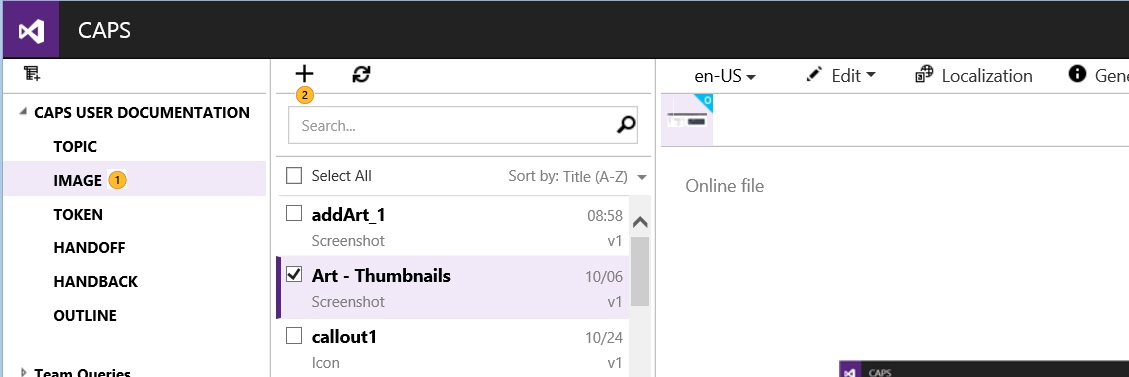 CAPS
CAPS USER DOCUMENTATION
TOPIC
IMAGE 1
TOKEN
HANDOFF
HANDBACK
OUTLINE
Team Queries
2
Search...
Select All Sort by: Title (A-Z)
addArt_1 08:58
Screenshot v1
Art - Thumbnails 10/06
Screenshot v1
callout1 10/24
Icon v1
en-US Edit Localization Gene
O
Online file
CAPS